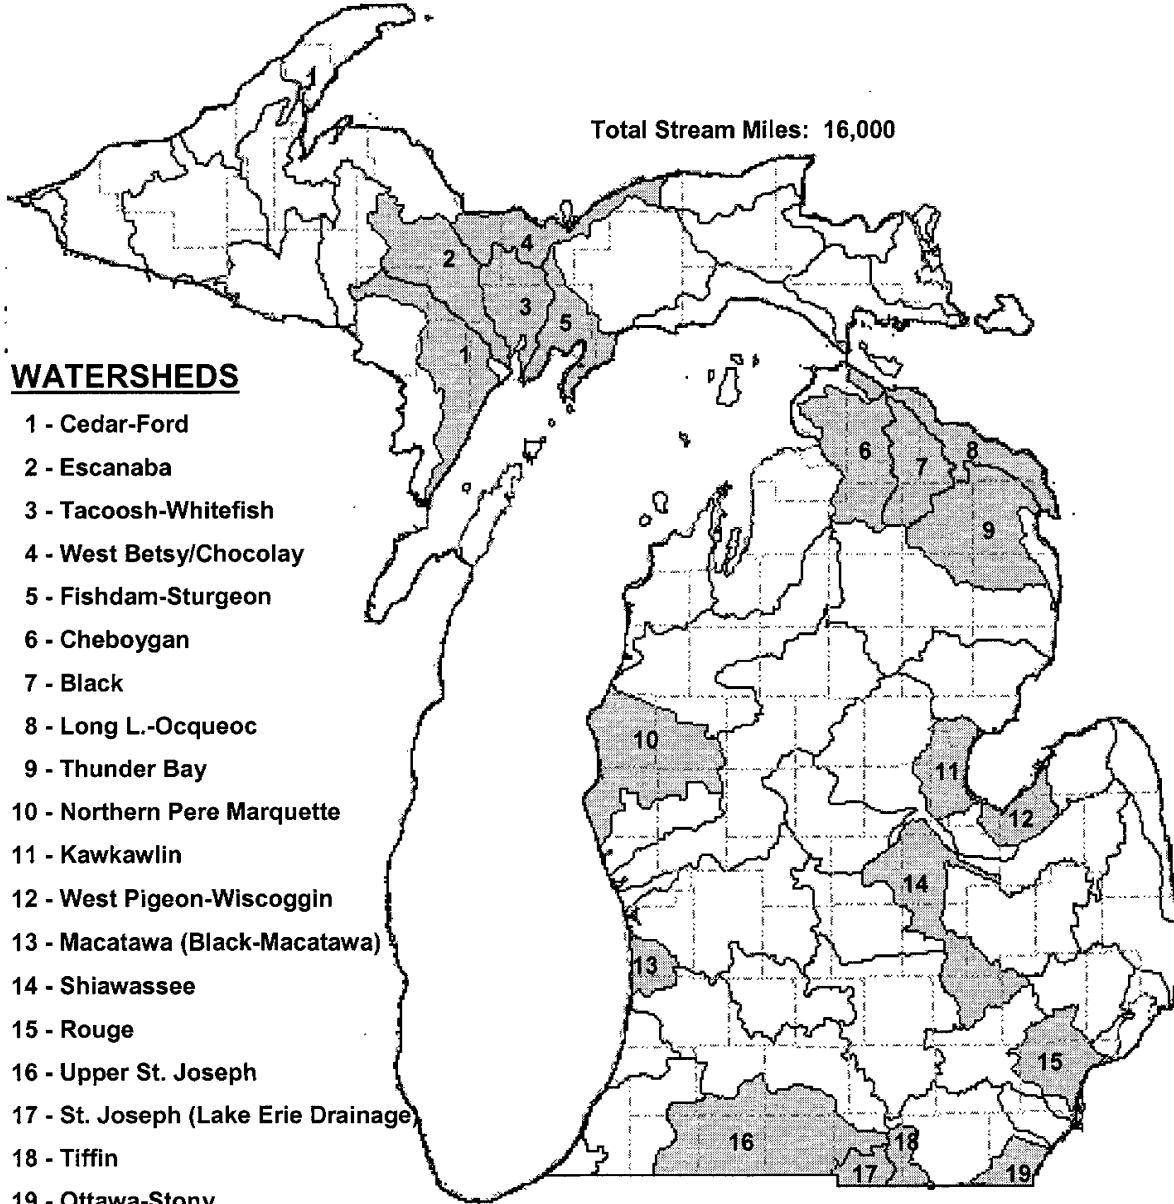 1
Total Stream Miles: 16,000
4
2
3
5
1
WATERSHEDS
1 - Cedar-Ford
2 - Escanaba
3 - Tacoosh-Whitefish
4 - West Betsy/Chocolay
5 - Fishdam-Sturgeon
6 - Cheboygan
7 - Black
8 - Long L.-Ocqueoc
9 - Thunder Bay
10 - Northern Pere Marquette
11 - Kawkawlin
12 - West Pigeon-Wiscoggin
13 - Macatawa (Black-Macatawa)
14 - Shiawassee
15 - Rouge
16 - Upper St. Joseph
17 - St. Joseph (Lake Erie Drainage)
18 - Tiffin
19 - Ottawa-Stony
6
7
8
9
10
11
12
14
13
15
16
18
17
19